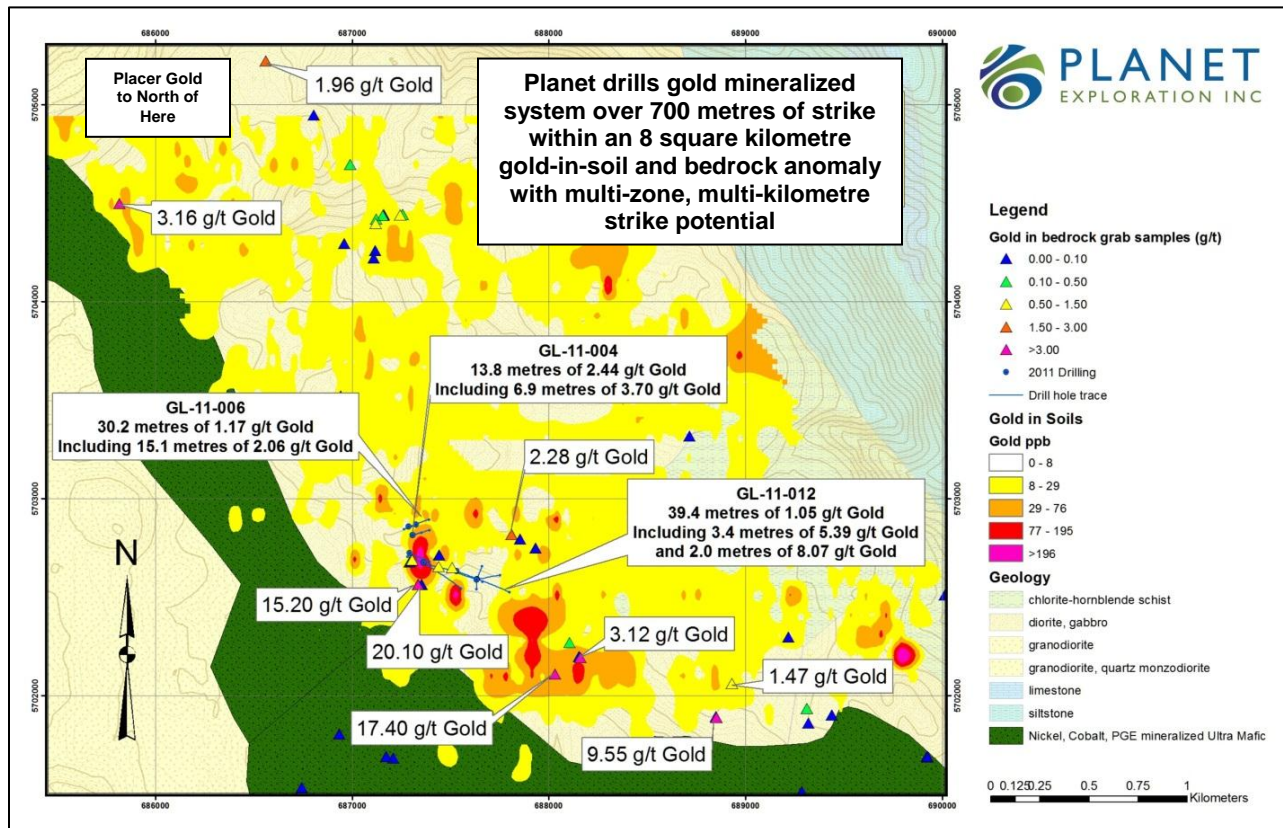 686000
687000
688000
689000
690000
PLANET
EXPLORATION INC
Placer Gold
to North of
Here
1.96 g/t Gold
Planet drills gold mineralized
system over 700 metres of strike
within an 8 square kilometre
gold-in-soil and bedrock anomaly
with multi-zone, multi-kilometre
strike potential
5705000
5705000
3.16 g/t Gold
5704000
5704000
GL-11-004
13.8 metres of 2.44 g/t Gold
Including 6.9 metres of 3.70 g/t Gold
GL-11-006
30.2 metres of 1.17 g/t Gold
Including 15.1 metres of 2.06 g/t Gold
2.28 g/t Gold
5703000
5703000
GL-11-012
39.4 metres of 1.05 g/t Gold
Including 3.4 metres of 5.39 g/t Gold
and 2.0 metres of 8.07 g/t Gold
N
15.20 g/t Gold
20.10 g/t Gold
3.12 g/t Gold
1.47 g/t Gold
5702000
5702000
17.40 g/t Gold
9.55 g/t Gold
686000
687000
688000
689000
690000
Legend
Gold in bedrock grab samples (g/t)
0.00 - 0.10
0.10 - 0.50
0.50 - 1.50
1.50 - 3.00
>3.00
2011 Drilling
Drill hole trace
Gold in Soils
Gold ppb
0 - 8
8 - 29
29 - 76
77 - 195
>196
Geology
chlorite-hornblende schist
diorite, gabbro
granodiorite
granodiorite, quartz monzodiorite
limestone
siltstone
Nickel, Cobalt, PGE mineralized Ultra Mafic
0 0.125 0.25 0.5 0.75 1
Kilometers